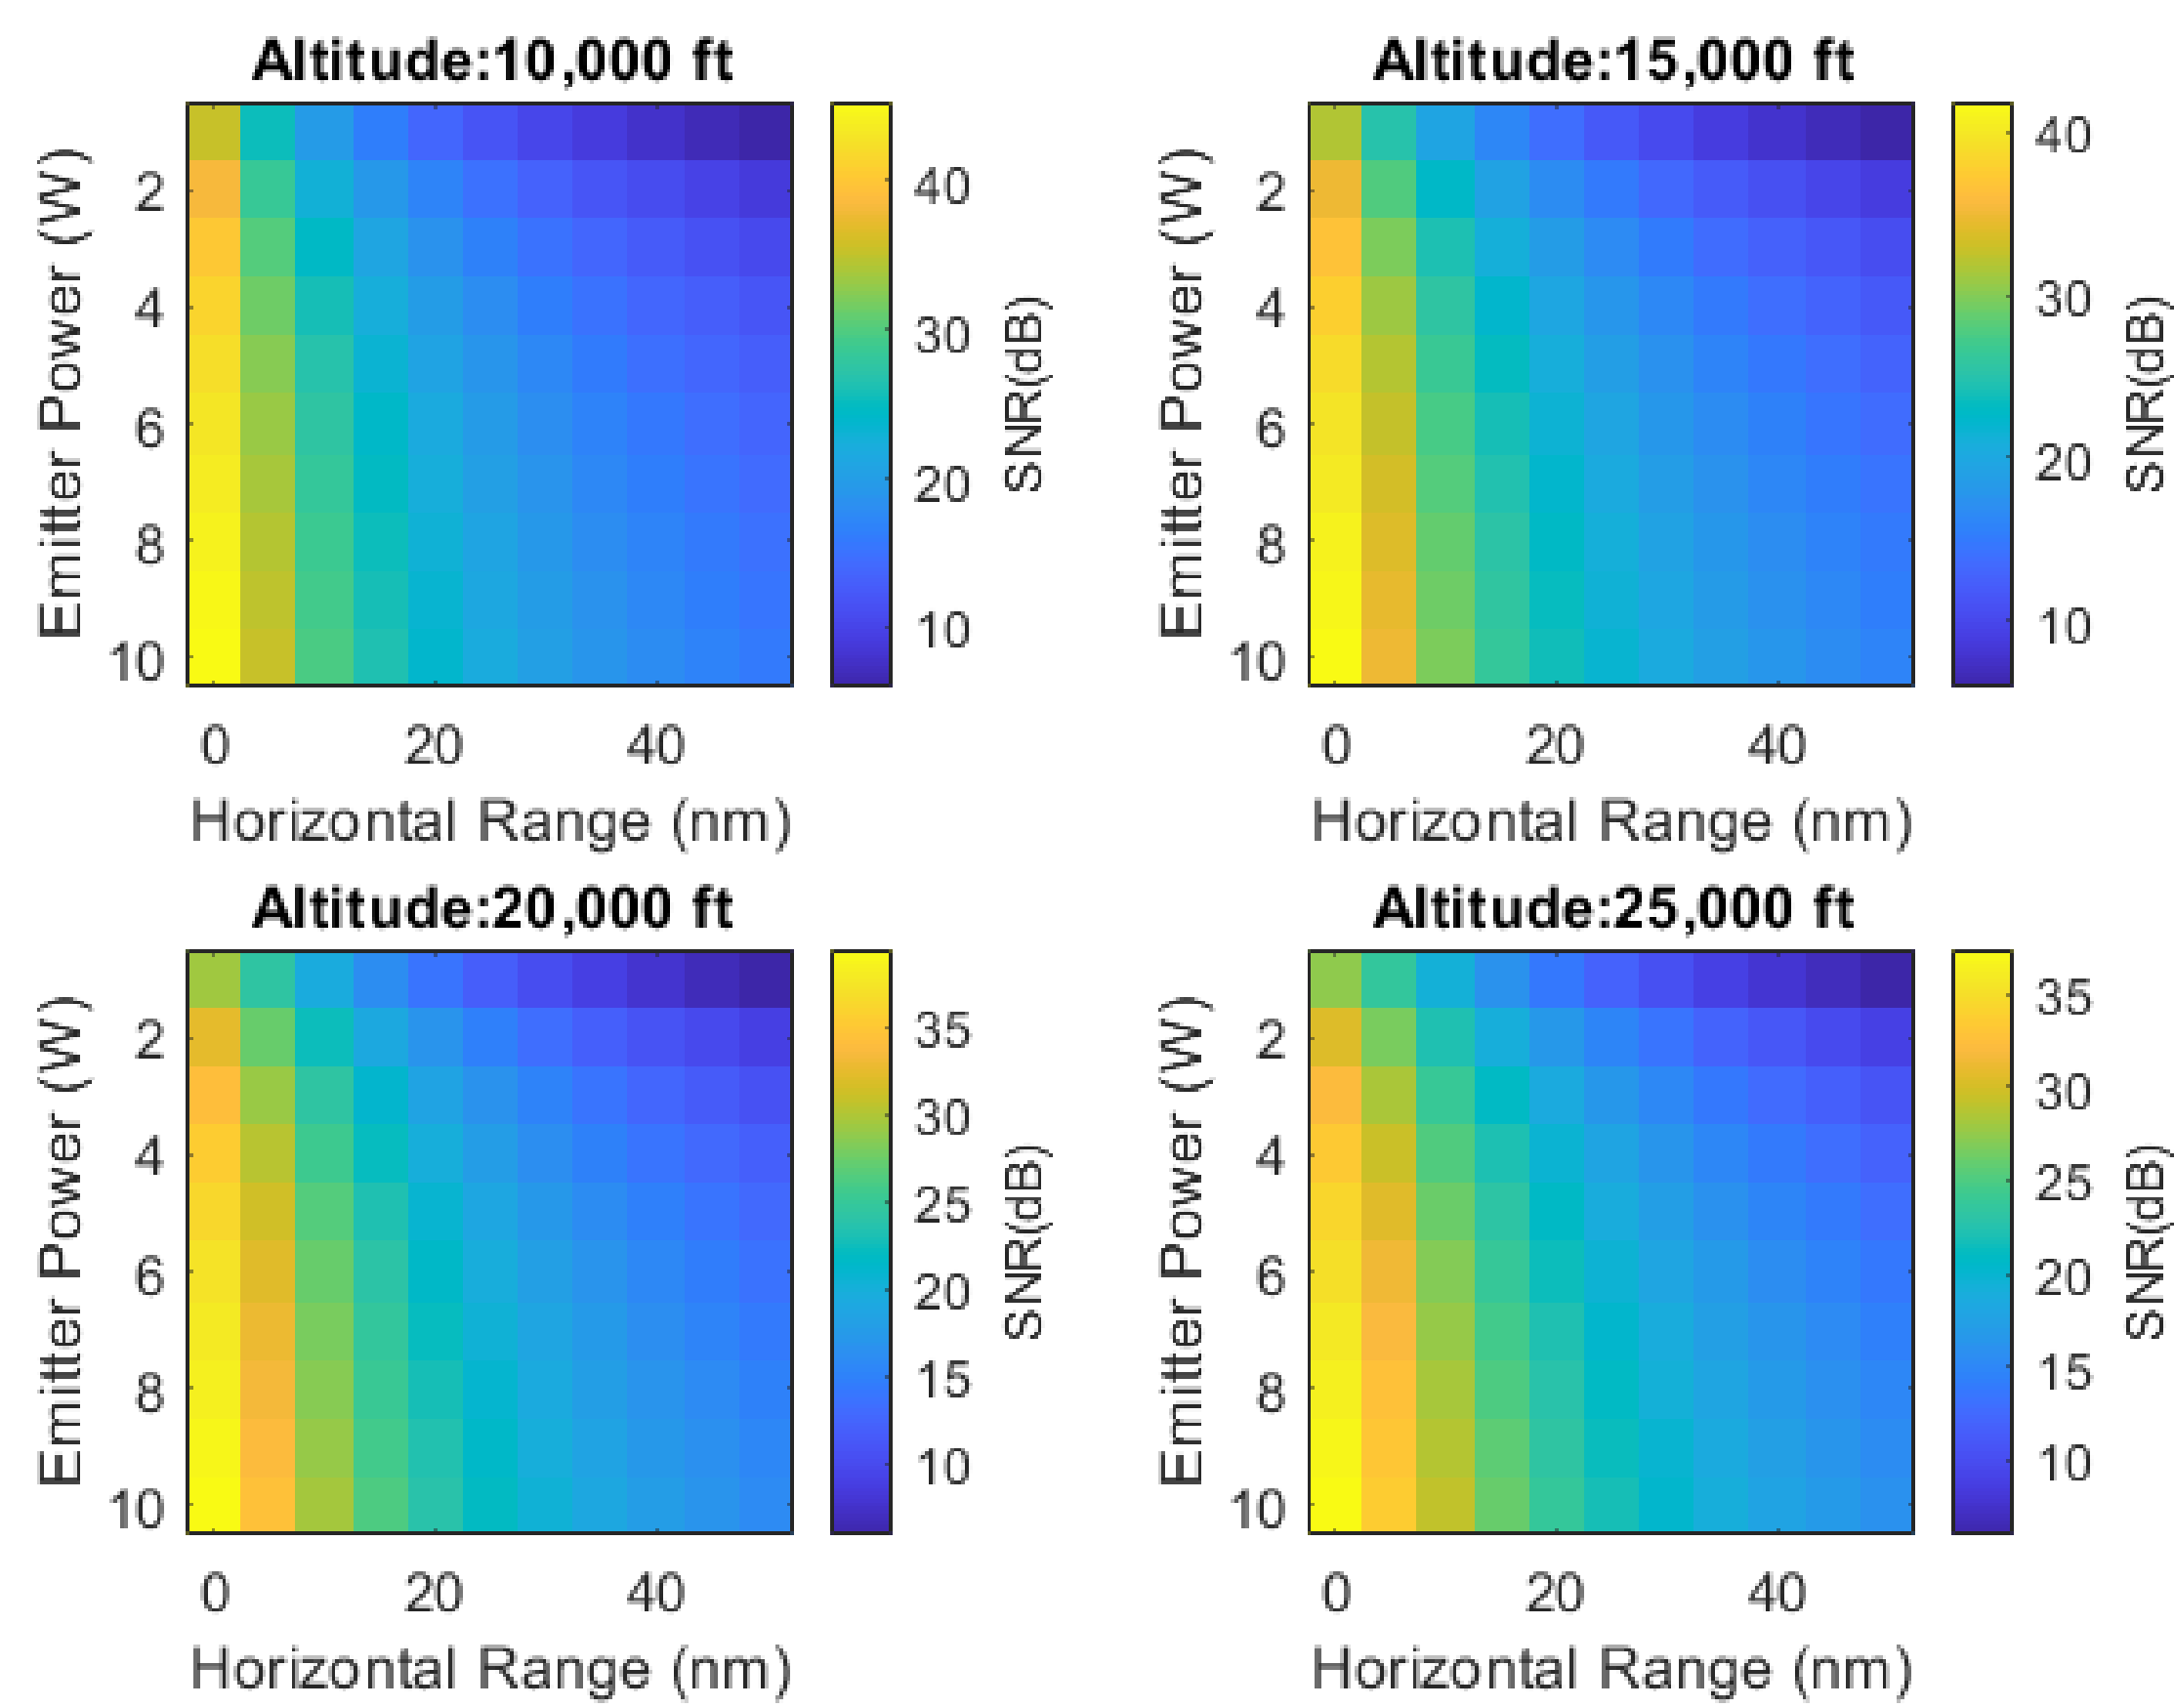 Altitude:10,000 ft
Emitter Power (W)
2
4
6
8
10
0 20 40
Horizontal Range (nm)
40
30
20
10
SNR(dB)
Altitude:15,000 ft
Emitter Power (W)
2
4
6
8
10
0 20 40
Horizontal Range (nm)
40
30
20
10
SNR(dB)
Altitude:20,000 ft
Emitter Power (W)
2
4
6
8
10
0 20 40
Horizontal Range (nm)
35
30
25
20
15
10
SNR(dB)
Altitude:25,000 ft
Emitter Power (W)
2
4
6
8
10
0 20 40
Horizontal Range (nm)
35
30
25
20
15
10
SNR(dB)